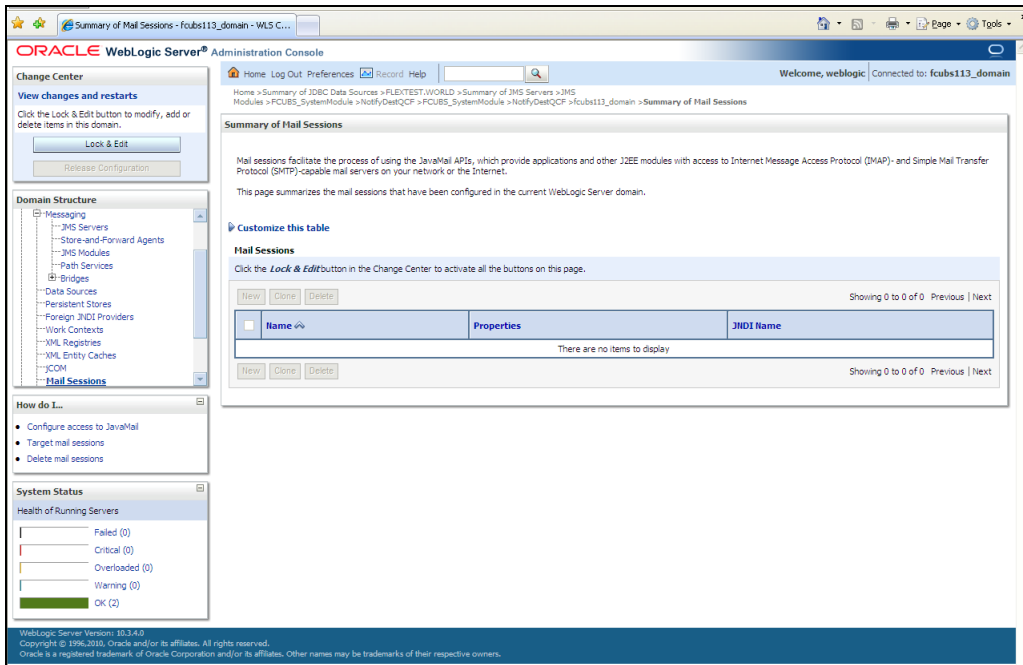 Summary of Mail Sessions - fcubs113_domain - WLS C...
Page
Tools
ORACLE WebLogic Server® Administration Console
Change Center
View changes and restarts
Click the Lock & Edit button to modify, add or
delete items in this domain.
Lock & Edit
Release Configuration
Domain Structure
Messaging
JMS Servers
Store-and-Forward Agents
JMS Modules
Path Services
Bridges
Data Sources
Persistent Stores
Foreign JNDI Providers
Work Contexts
XML Registries
XML Entity Caches
jCOM
Mail Sessions
How do I...
Configure access to JavaMail
Target mail sessions
Delete mail sessions
System Status
Health of Running Servers
Failed (0)
Critical (0)
Overloaded (0)
Warning (0)
OK (2)
Home Log Out Preferences Record Help
Welcome, weblogic Connected to: fcubs113_domain
Home >Summary of JDBC Data Sources >FLEXTEST.WORLD >Summary of JMS Servers >JMS
Modules >FCUBS_SystemModule >NotifyDestQCF >FCUBS_SystemModule >NotifyDestQCF >fcubs113_domain >Summary of Mail Sessions
Summary of Mail Sessions
Mail sessions facilitate the process of using the JavaMail APIs, which provide applications and other J2EE modules with access to Internet Message Access Protocol (IMAP)- and Simple Mail Transfer
Protocol (SMTP)-capable mail servers on your network or the Internet.
This page summarizes the mail sessions that have been configured in the current WebLogic Server domain.
Customize this table
Mail Sessions
Click the Lock & Edit button in the Change Center to activate all the buttons on this page.
New Clone Delete
Showing 0 to 0 of 0 Previous | Next
Name Properties JNDI Name
There are no items to display
New Clone Delete
Showing 0 to 0 of 0 Previous | Next
WebLogic Server Version: 10.3.4.0
Copyright © 1996,2010, Oracle and/or its affiliates. All rights reserved.
Oracle is a registered trademark of Oracle Corporation and/or its affiliates. Other names may be trademarks of their respective owners.